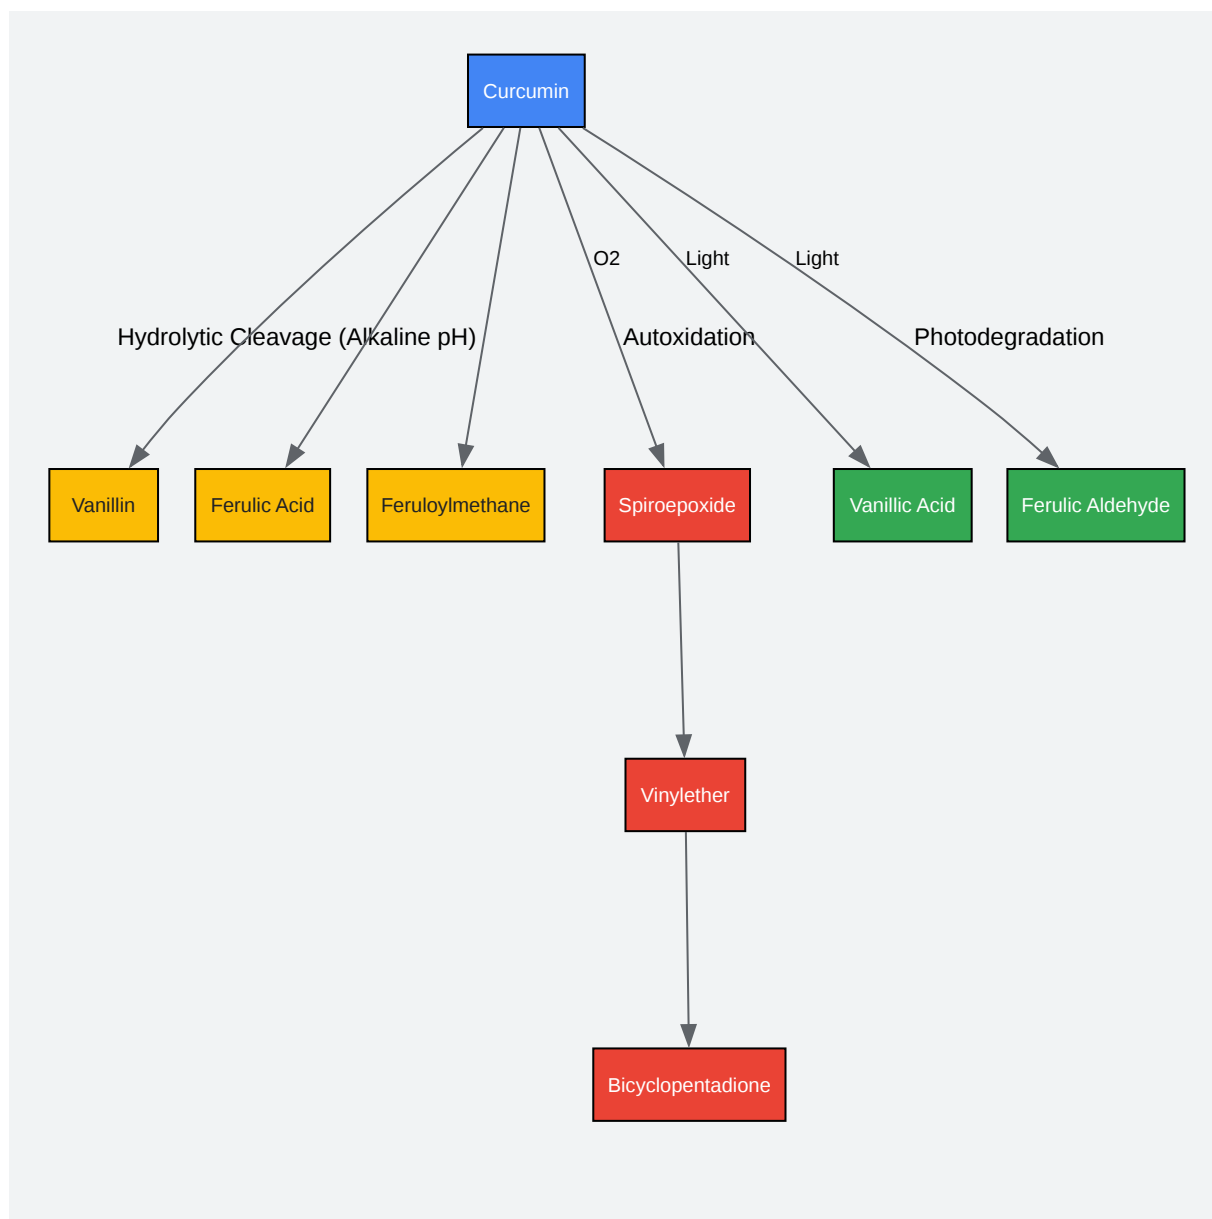 Curcumin
O2
Light
Light
Hydrolytic Cleavage (Alkaline pH)
Autoxidation
Photodegradation
Vanillin
Ferulic Acid
Feruloylmethane
Spiroepoxide
Vanillic Acid
Ferulic Aldehyde
Vinylether
Bicyclopentadione